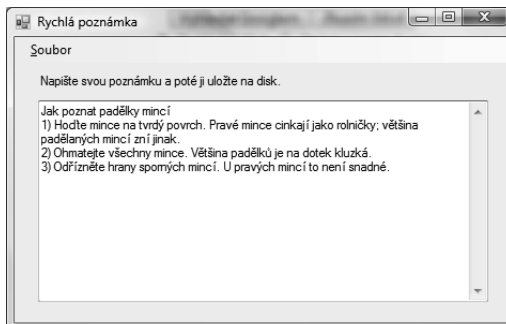 Rychlá poznámka
Soubor
Napište svou poznámku a poté ji uložte na disk.
Jak poznat padělky mincí
1) Hoďte mince na tvrdý povrch. Pravé mince cinkají jako rolničky; většina
padělaných mincí zní jinak.
2) Ohmatejte všechny mince. Většina padělků je na dotek kluzká.
3) Odřízněte hrany sporných mincí. U pravých mincí to není snadné.